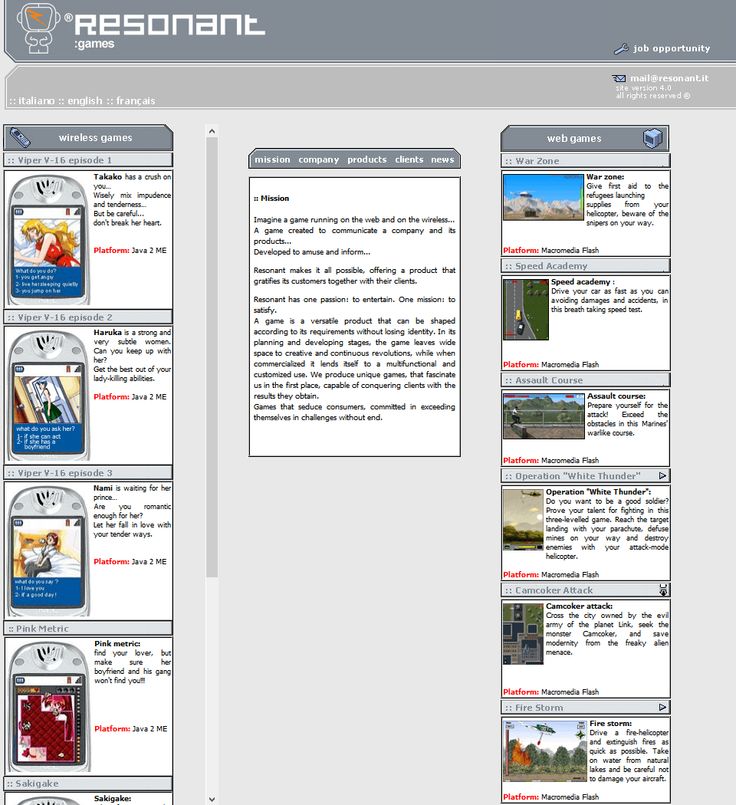 ®Resonant
:games
job opportunity
mail@resonant.it
site version 4.0
all rights reserved ®
:: italiano :: english :: français
wireless games
:: Viper V-16 episode 1
Takako has a crush on
you...
Wisely mix impudence
and tenderness...
But be careful...
don't break her heart.
Platform: Java 2 ME
What do you do?
1- you get angry
2- live her sleeping quietly
3- you jump on her
:: Viper V-16 episode 2
Haruka is a strong and
very subtle women.
Can you keep up with
her?
Get the best out of your
lady-killing abilities.
Platform: Java 2 ME
what do you ask her?
1- if she can act
2- if she has a
boyfriend
:: Viper V-16 episode 3
Nami is waiting for her
prince...
Are you romantic
enough for her?
Let her fall in love with
your tender ways.
Platform: Java 2 ME
what do you say ?
1- I love you
2- if a good day !
:: Pink Metric
Pink metric:
find your lover, but
make sure her
boyfriend and his gang
won't find you!!!
Platform: Java 2 ME
:: Sakigake
Sakigake:
mission company products clients news
:: Mission
Imagine a game running on the web and on the wireless...
A game created to communicate a company and its
products...
Developed to amuse and inform...
Resonant makes it all possible, offering a product that
gratifies its customers together with their clients.
Resonant has one passion: to entertain. One mission: to
satisfy.
A game is a versatile product that can be shaped
according to its requirements without losing identity. In its
planning and developing stages, the game leaves wide
space to creative and continuous revolutions, while when
commercialized it lends itself to a multifunctional and
customized use. We produce unique games, that fascinate
us in the first place, capable of conquering clients with the
results they obtain.
Games that seduce consumers, committed in exceeding
themselves in challenges without end.
web games
:: War Zone
War zone:
Give first aid to the
refugees launching
supplies from your
helicopter, beware of the
snipers on your way.
Platform: Macromedia Flash
:: Speed Academy
Speed academy :
Drive your car as fast as you can
avoiding damages and accidents, in
this breath taking speed test.
Platform: Macromedia Flash
:: Assault Course
Assault course:
Prepare yourself for the
attack! Exceed the
obstacles in this Marines'
warlike course.
Platform: Macromedia Flash
:: Operation "White Thunder"
Operation "White Thunder":
Do you want to be a good soldier?
Prove your talent for fighting in this
three-levelled game. Reach the target
landing with your parachute, defuse
mines on your way and destroy
enemies with your attack-mode
helicopter.
Platform: Macromedia Flash
:: Camcoker Attack
Camcoker attack:
Cross the city owned by the evil
army of the planet Link, seek the
monster Camcoker, and save
modernity from the freaky alien
menace.
Platform: Macromedia Flash
:: Fire Storm
Fire storm:
Drive a fire-helicopter
and extinguish fires as
quick as possible. Take
on water from natural
lakes and be careful not
to damage your aircraft.
Platform: Macromedia Flash